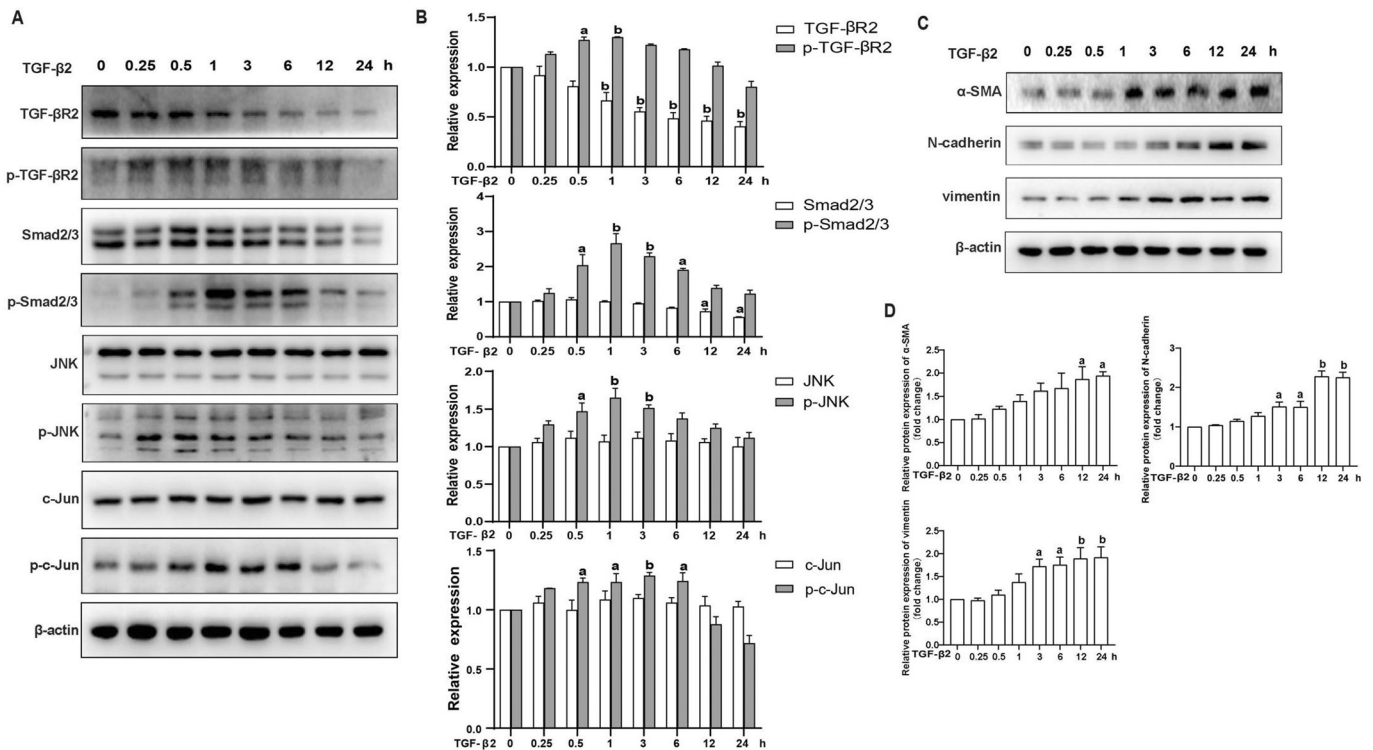 A
TGF-β2 0 0.25 0.5 1 3 6 12 24 h
TGF-βR2
p-TGF-βR2
Smad2/3
p-Smad2/3
JNK
p-JNK
c-Jun
p-c-Jun
β-actin
B
Relative expression
1.5
1.0
0.5
0.0
a b b b b b b
TGF-βR2
p-TGF-βR2
TGF-β2 0 0.25 0.5 1 3 6 12 24 h
Relative expression
4
3
2
1
0
a b b a a a
Smad2/3
p-Smad2/3
TGF- β2 0 0.25 0.5 1 3 6 12 24 h
Relative expression
2.0
1.5
1.0
0.5
0.0
a b b
JNK
p-JNK
TGF- β2 0 0.25 0.5 1 3 6 12 24 h
Relative expression
1.5
1.0
0.5
0.0
a a b a
c-Jun
p-c-Jun
TGF- β2 0 0.25 0.5 1 3 6 12 24 h
C
TGF-β2 0 0.25 0.5 1 3 6 12 24 h
α-SMA
N-cadherin
vimentin
β-actin
D
Relative protein expression of α-SMA
(fold change)
2.5
2.0
1.5
1.0
0.5
0.0
a a
TGF-β2 0 0.25 0.5 1 3 6 12 24 h
Relative protein expression of N-cadherin
(fold change)
3
2
1
0
a a b b
TGF-β2 0 0.25 0.5 1 3 6 12 24 h
Relative protein expression of vimentin
(fold change)
2.5
2.0
1.5
1.0
0.5
0.0
a a b b
TGF-β2 0 0.25 0.5 1 3 6 12 24 h